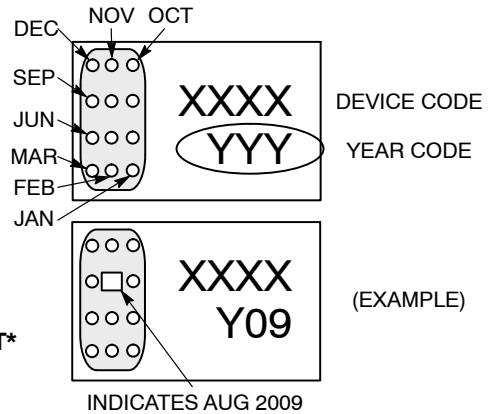 DEC NOV OCT
SEP
JUN
MAR
FEB
JAN
XXXX DEVICE CODE
YYY YEAR CODE
XXXX
Y09
(EXAMPLE)
T*
INDICATES AUG 2009